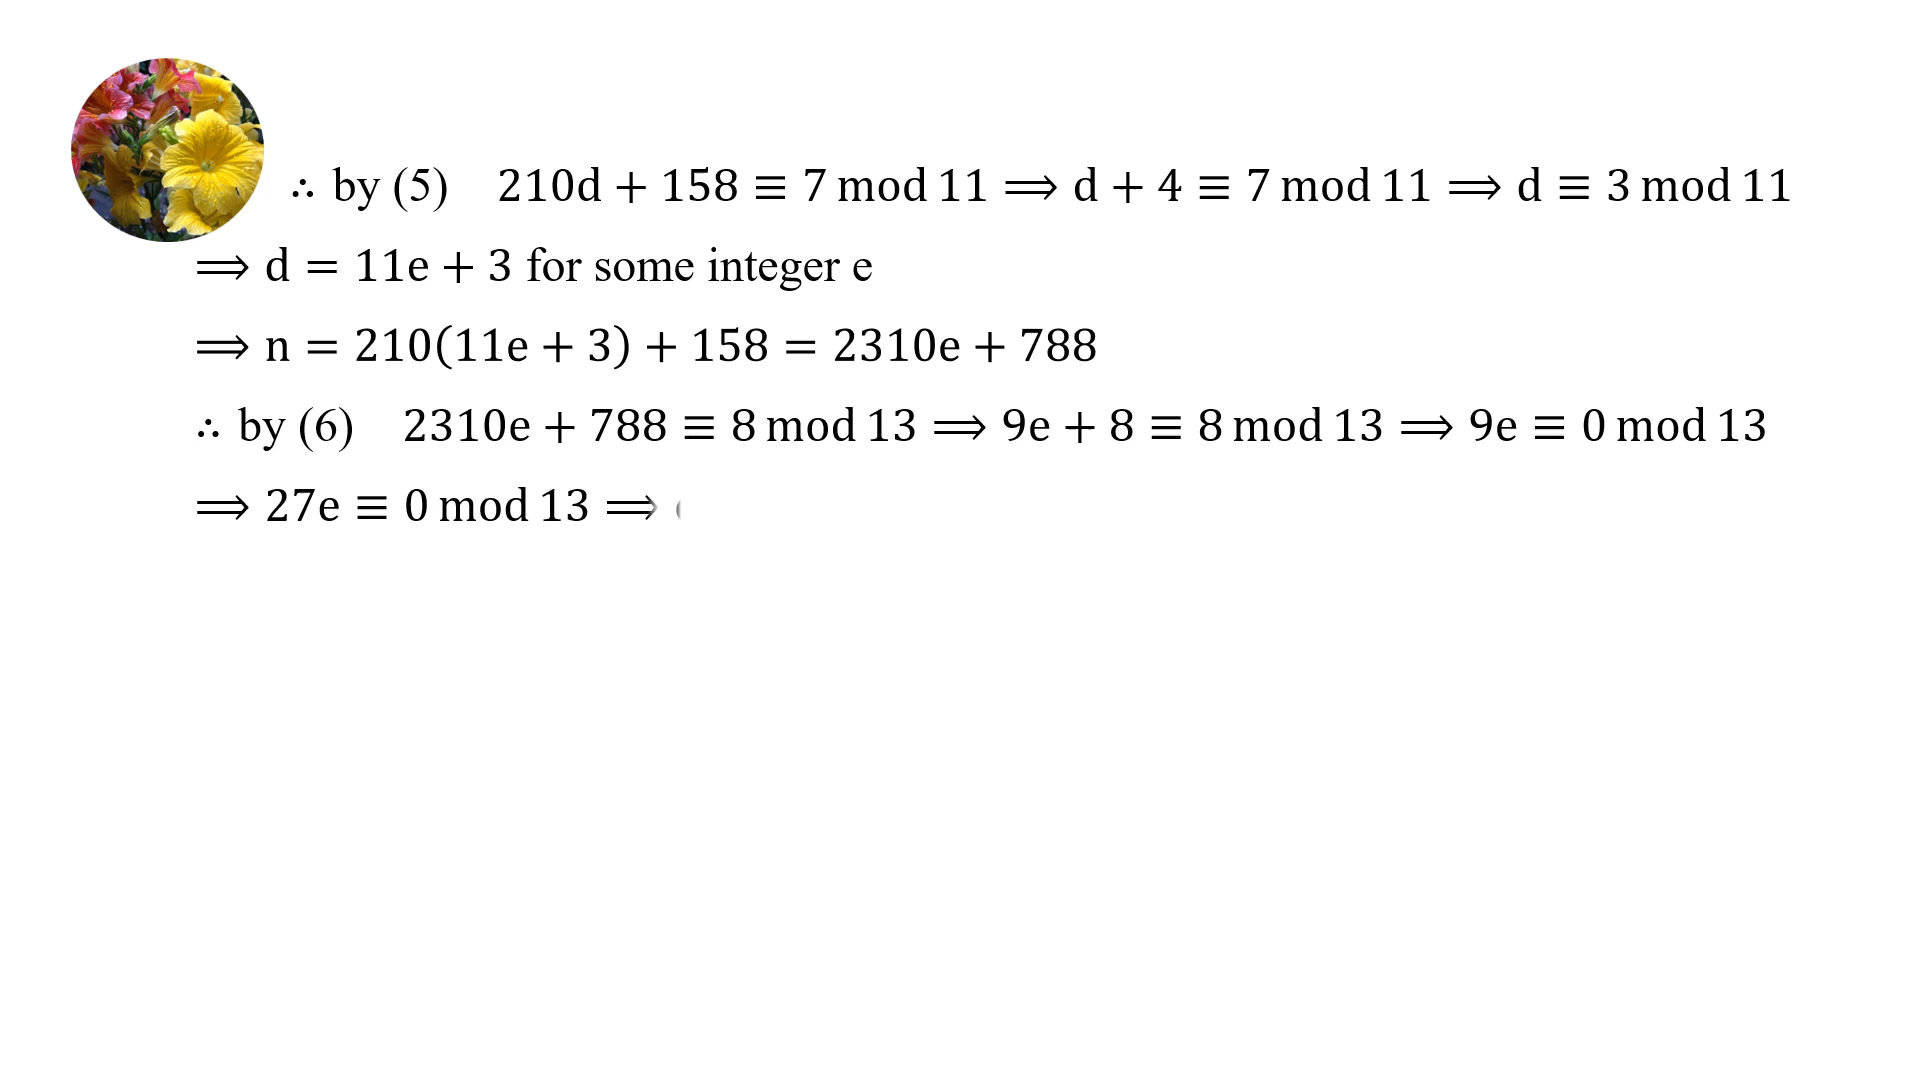 ∴ by (5) 210d + 158 ≡ 7 mod 11 ⟹ d + 4 ≡ 7 mod 11 ⟹ d ≡ 3 mod 11
⟹ d = 11e + 3 for some integer e
⟹ n = 210(11e + 3) + 158 = 2310e + 788
∴ by (6) 2310e + 788 ≡ 8 mod 13 ⟹ 9e + 8 ≡ 8 mod 13 ⟹ 9e ≡ 0 mod 13
⟹ 27e ≡ 0 mod 13 ⟹